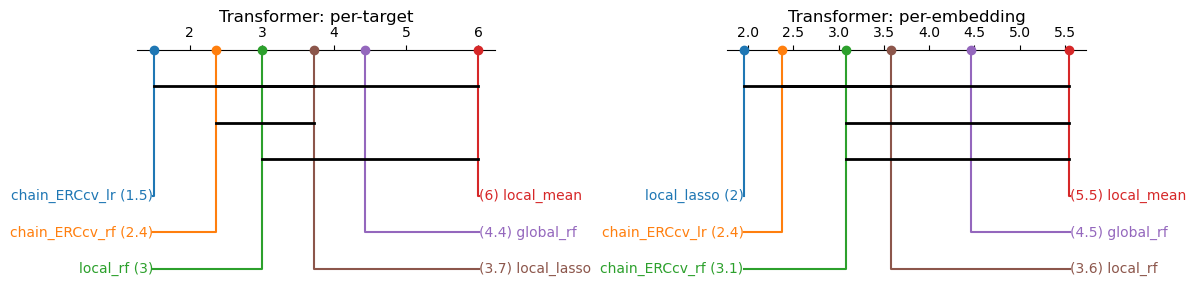 Transformer: per-target
2 3 4 5 6
chain_ERCcv_lr (1.5)
(6) local_mean
chain_ERCcv_rf (2.4)
(4.4) global_rf
local_rf (3)
(3.7) local_lasso
Transformer: per-embedding
2.0 2.5 3.0 3.5 4.0 4.5 5.0 5.5
local_lasso (2)
(5.5) local_mean
chain_ERCcv_lr (2.4)
(4.5) global_rf
chain_ERCcv_rf (3.1)
(3.6) local_rf